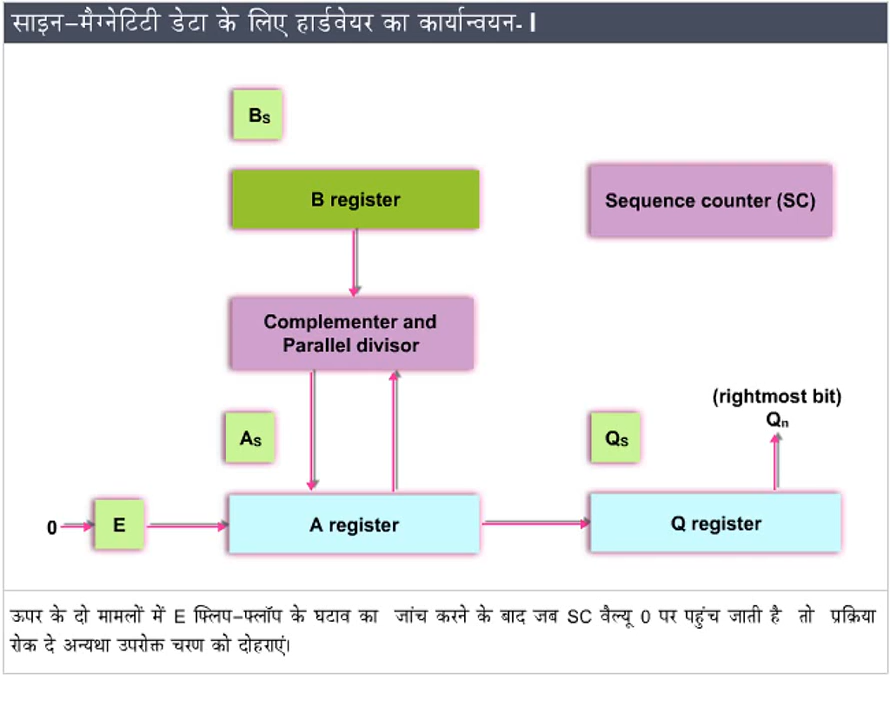 साइन-मैग्नेटिटी डेटा के लिए हार्डवेयर का कार्यान्वयन- I
Bs
B register
Sequence counter (SC)
Complementer and
Parallel divisor
(rightmost bit)
Qn
As
Qs
0
E
A register
Q register
ऊपर के दो मामलों में E फ्लिप-फ्लॉप के घटाव का जांच करने के बाद जब SC वैल्यू 0 पर पहुंच जाती है तो प्रक्रिया
रोक दे अन्यथा उपरोक्त चरण को दोहराएं।